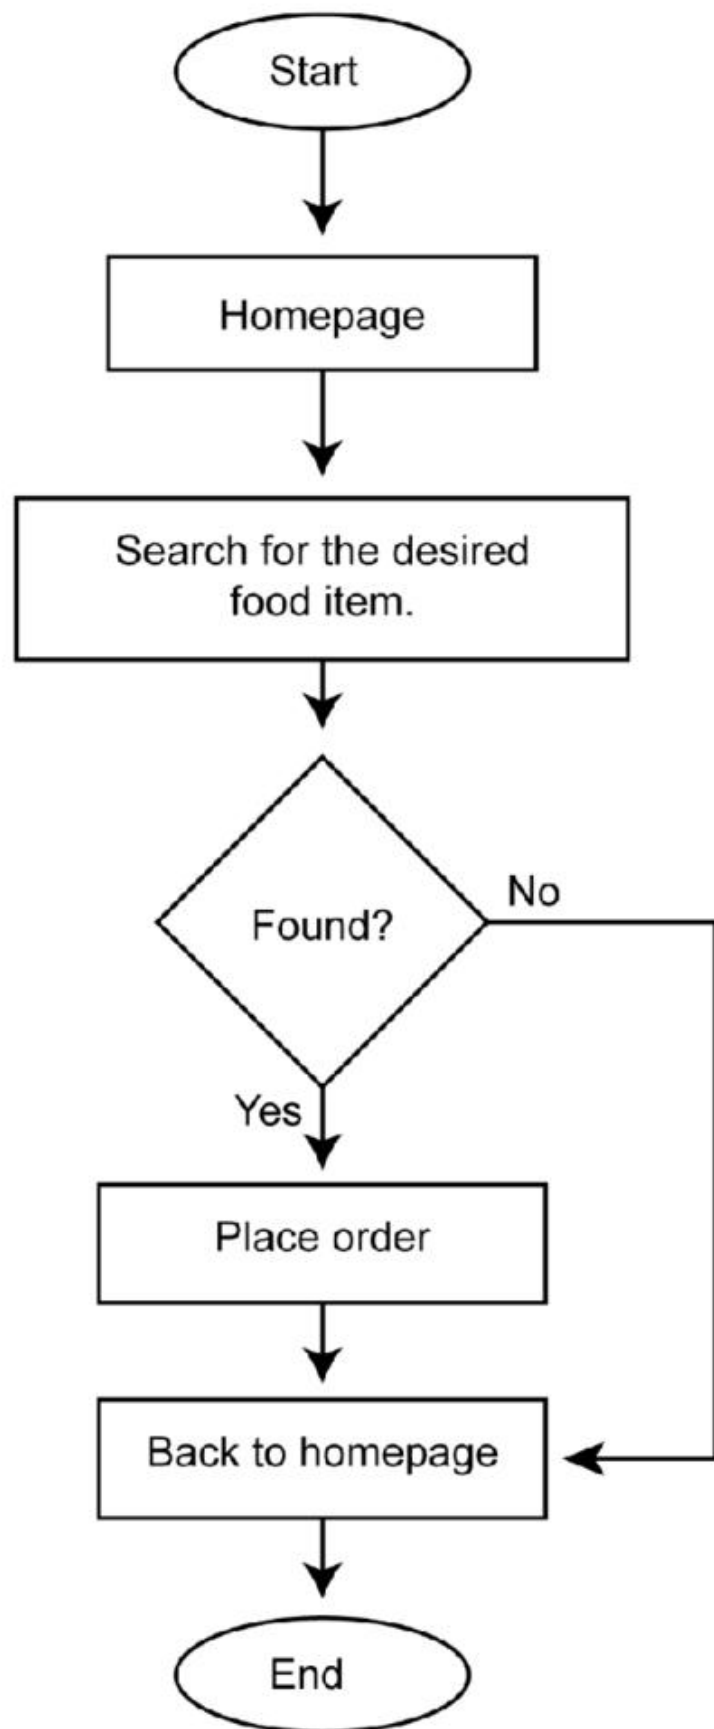 Start
Homepage
Search for the desired
food item.
Found?
No
Yes
Place order
Back to homepage
End